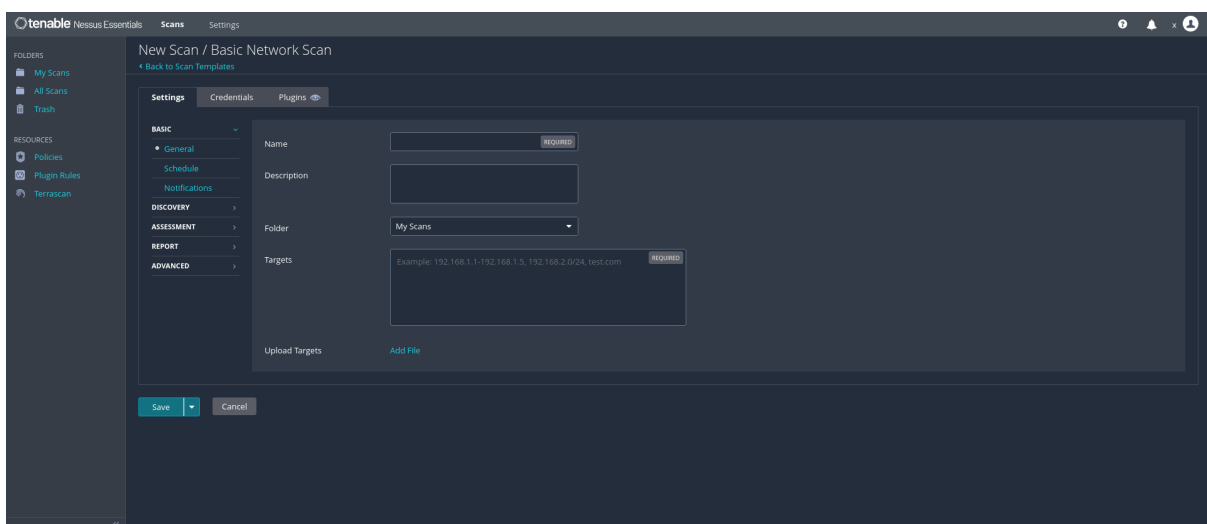 tenable Nessus Essentials Scans Settings
x
FOLDERS
My Scans
All Scans
Trash
RESOURCES
Policies
Plugin Rules
Terrascan
New Scan / Basic Network Scan
Back to Scan Templates
Settings Credentials Plugins
BASIC
General
Schedule
Notifications
DISCOVERY
ASSESSMENT
REPORT
ADVANCED
Name REQUIRED
Description
Folder My Scans
Targets Example: 192.168.1.1-192.168.1.5, 192.168.2.0/24, test.com REQUIRED
Upload Targets Add File
Save Cancel